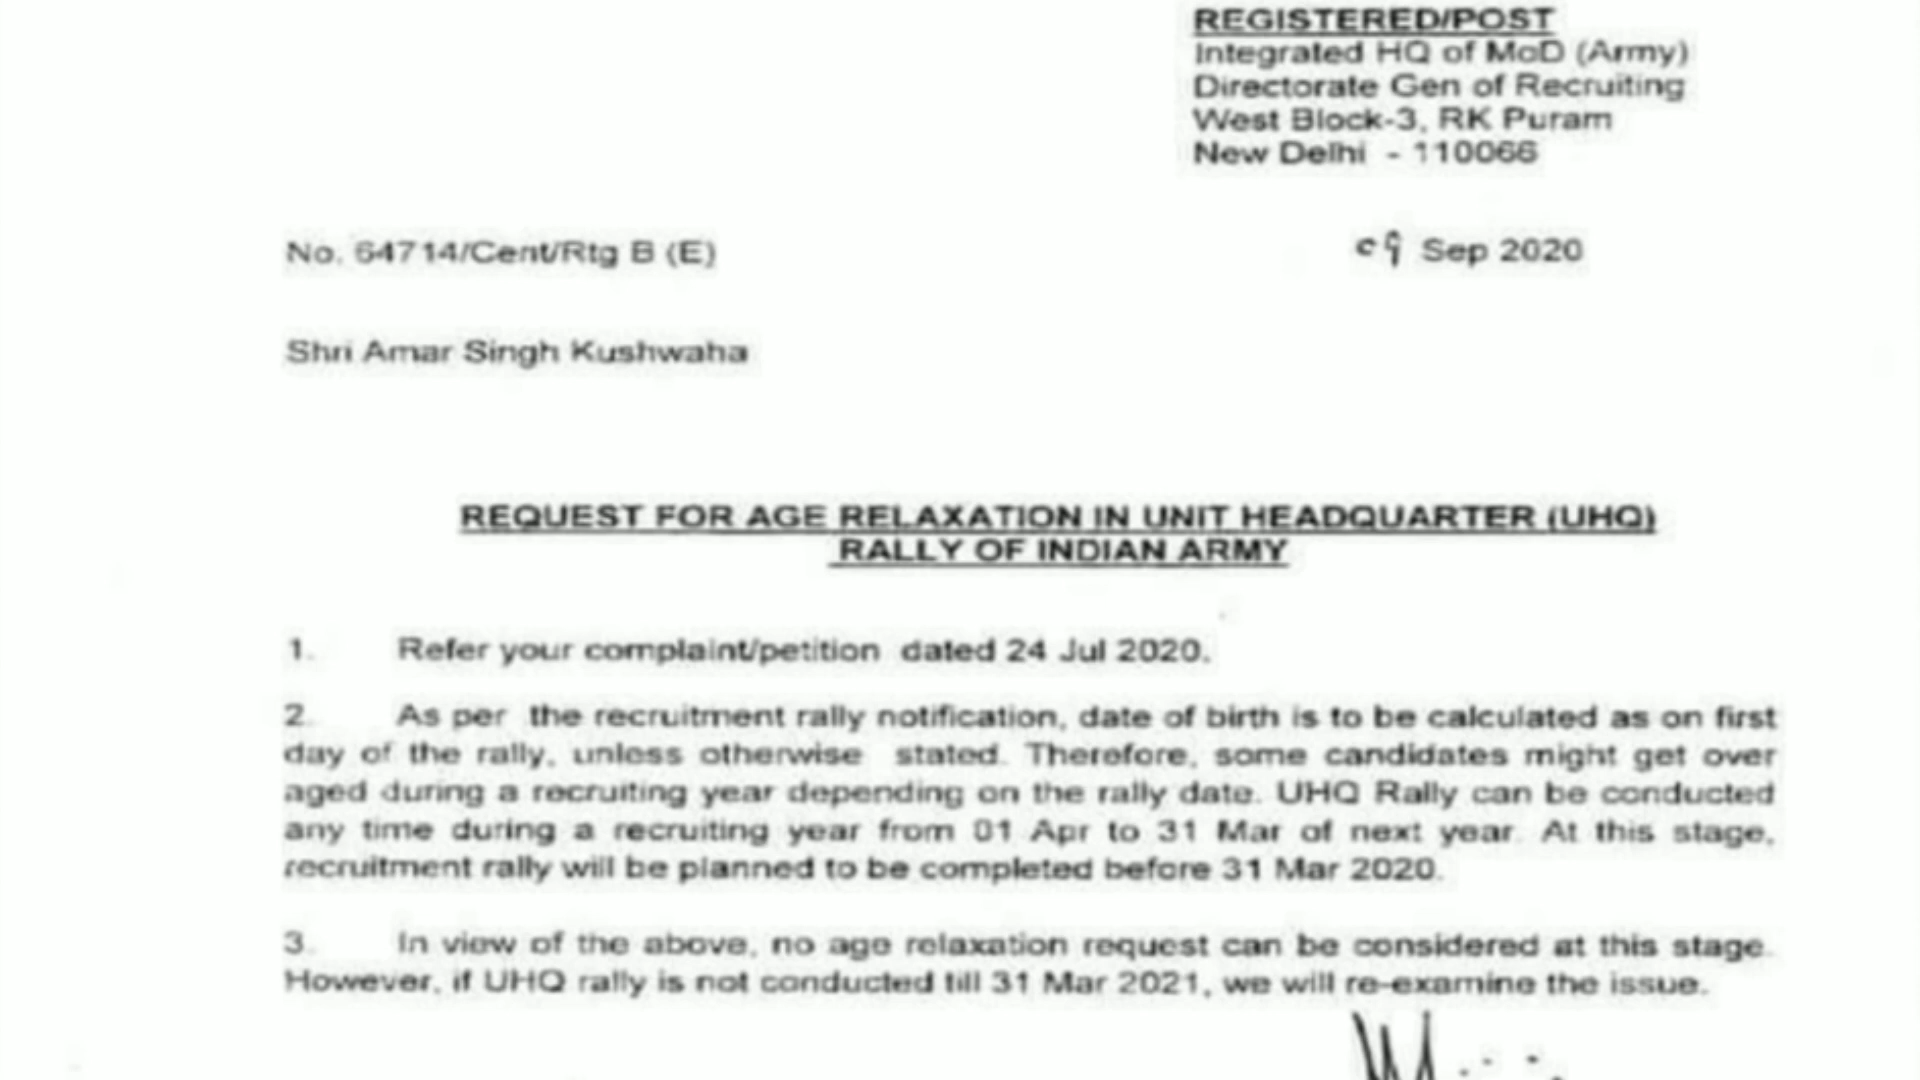 REGISTERED/POST
Integrated HQ of MoD (Army)
Directorate Gen of Recruiting
West Block-3, RK Puram
New Delhi - 110066
No. 64714/Cent/Rtg B (E)
09 Sep 2020
Shri Amar Singh Kushwaha
REQUEST FOR AGE RELAXATION IN UNIT HEADQUARTER (UHQ)
RALLY OF INDIAN ARMY
1. Refer your complaint/petition dated 24 Jul 2020.
2. As per the recruitment rally notification, date of birth is to be calculated as on first
day of the rally, unless otherwise stated. Therefore, some candidates might get over
aged during a recruiting year depending on the rally date. UHQ Rally can be conducted
any time during a recruiting year from 01 Apr to 31 Mar of next year. At this stage,
recruitment rally will be planned to be completed before 31 Mar 2020.
3. In view of the above, no age relaxation request can be considered at this stage.
However, if UHQ rally is not conducted till 31 Mar 2021, we will re-examine the issue.